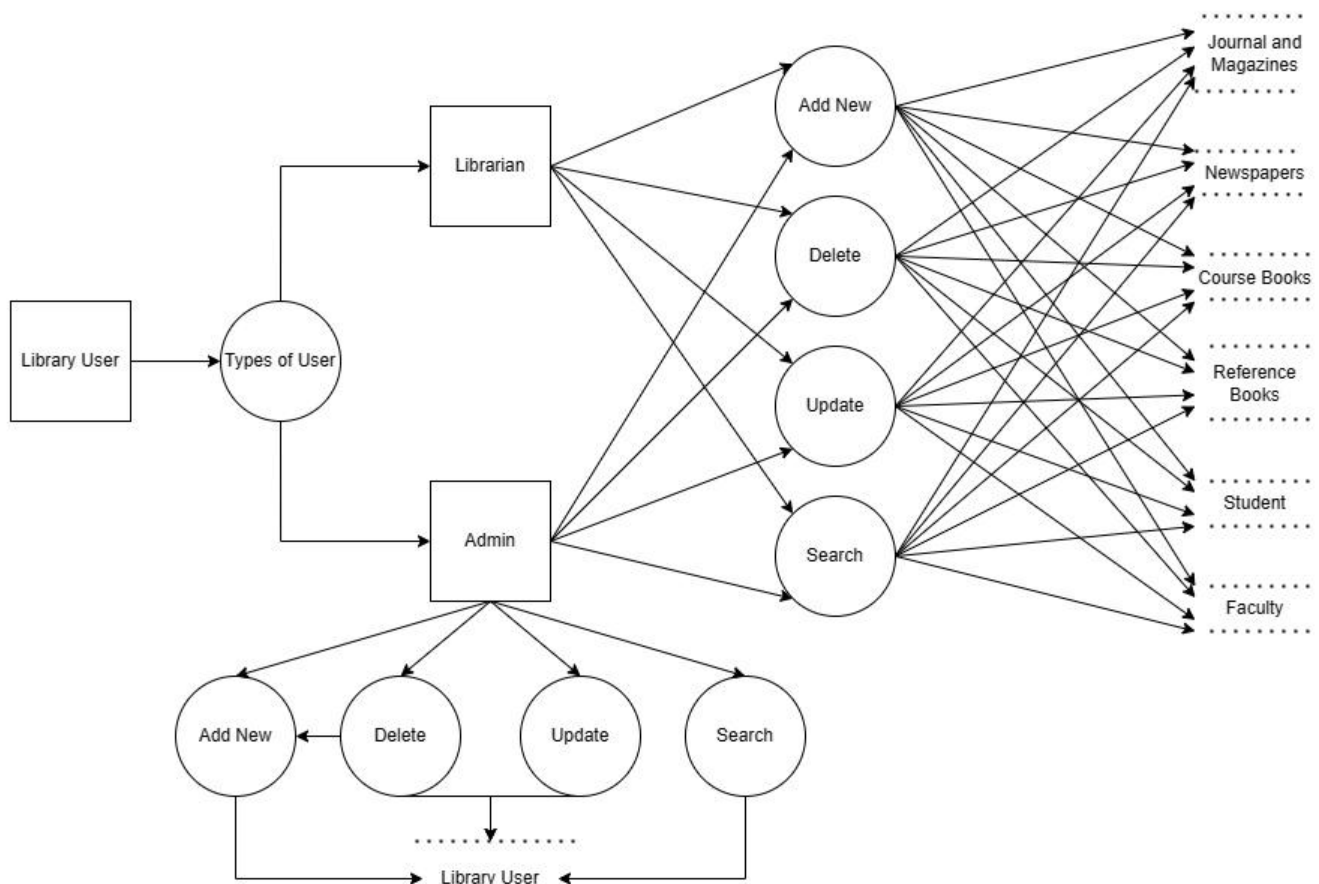 Journal and
Magazines
Add New
Librarian
Newspapers
Delete
Course Books
Library User
Types of User
Reference
Books
Update
Student
Admin
Search
Faculty
Add New
Delete
Update
Search
Library User